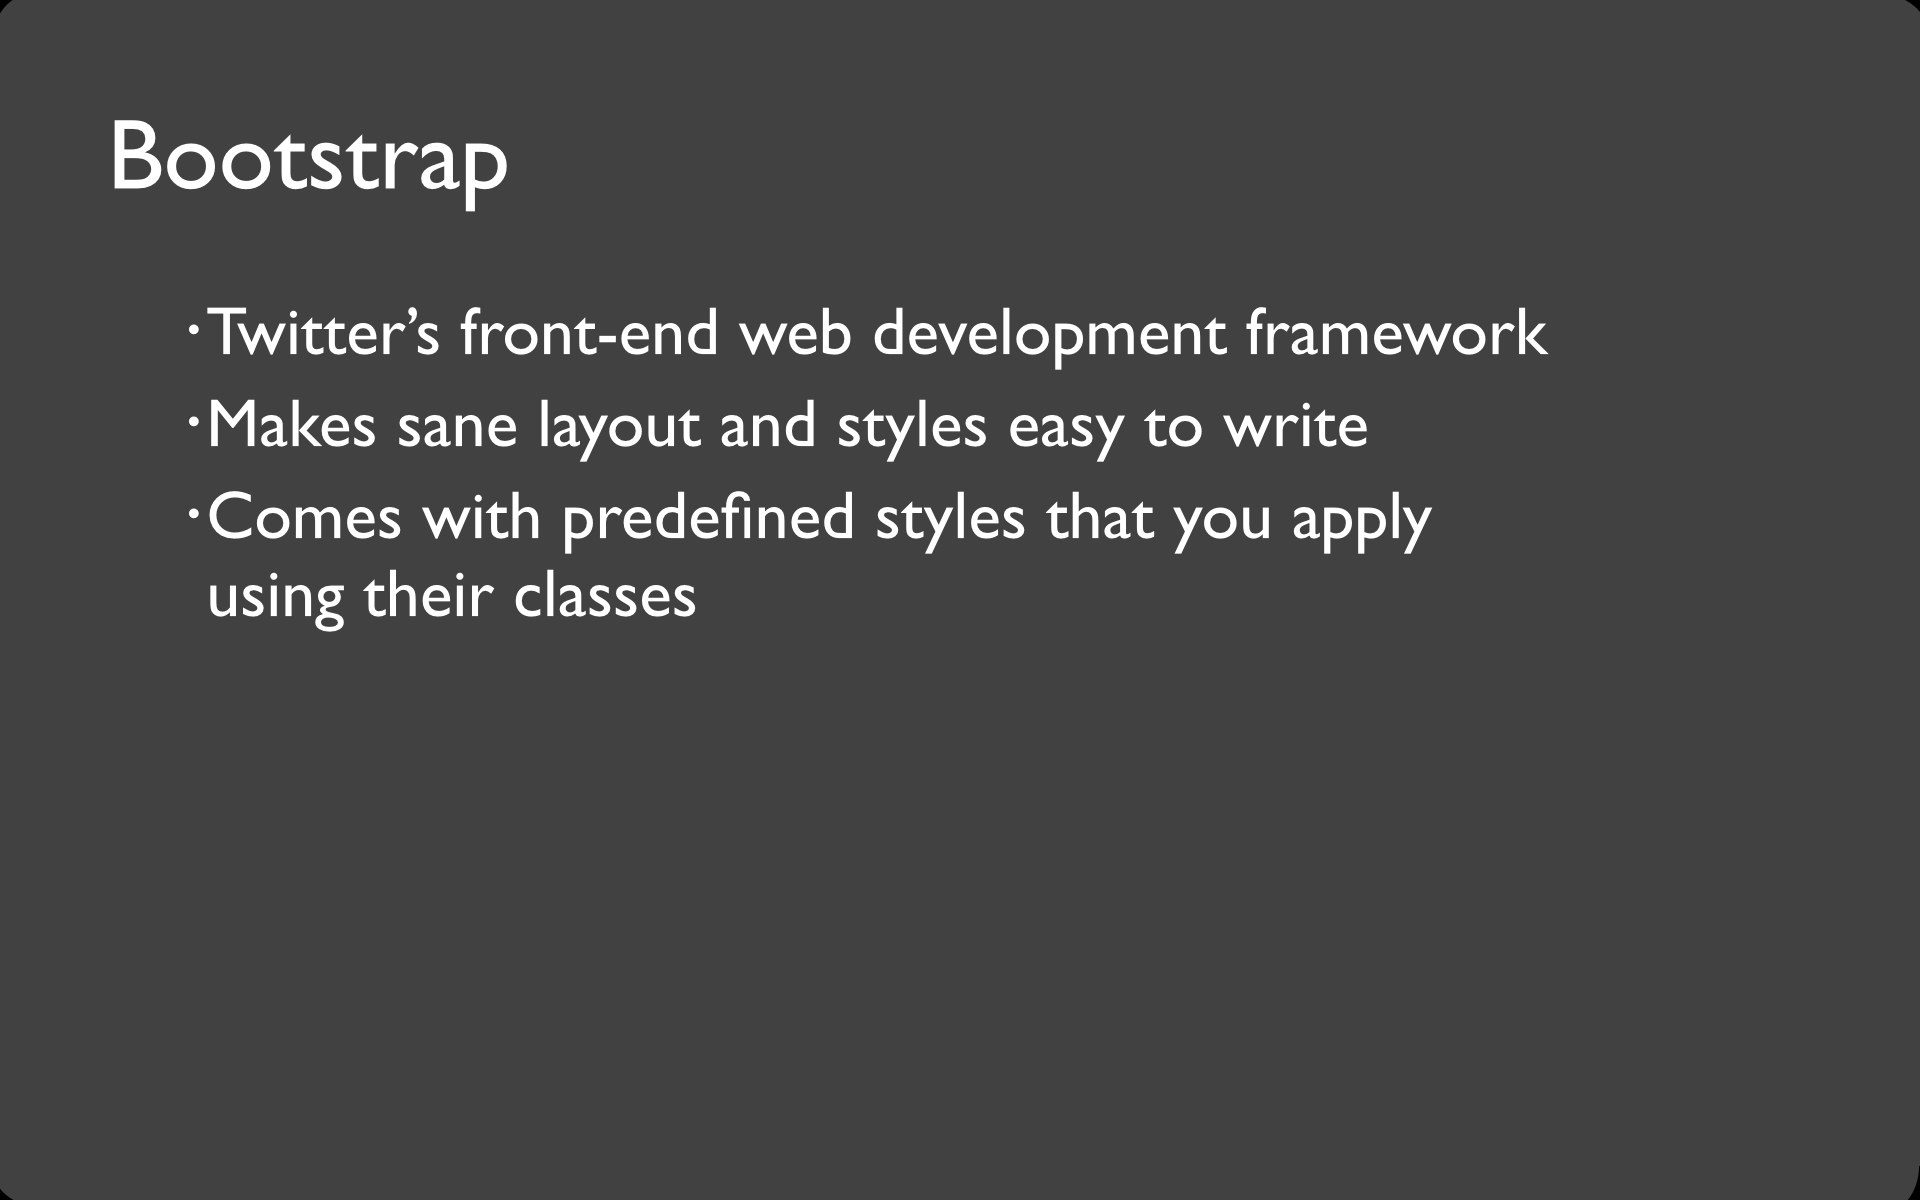 Bootstrap
•Twitter’s front-end web development framework
•Makes sane layout and styles easy to write
•Comes with predefined styles that you apply
using their classes